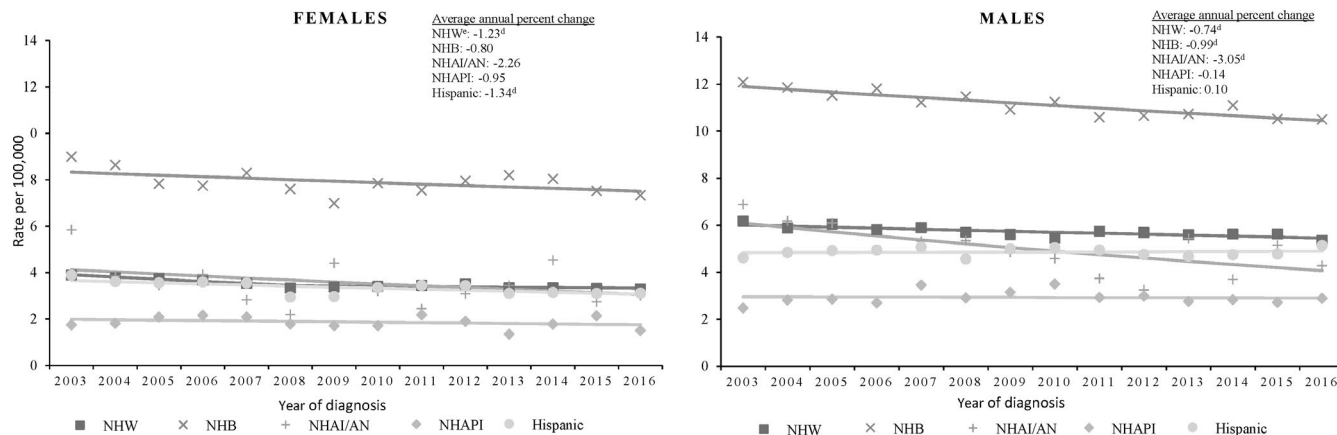 FEMALES
Average annual percent change
NHWᵉ: -1.23ᵈ
NHB: -0.80
NHAI/AN: -2.26
NHAPI: -0.95
Hispanic: -1.34ᵈ
Rate per 100,000
14
12
0
8
6
4
2
0
2003 2004 2005 2006 2007 2008 2009 2010 2011 2012 2013 2014 2015 2016
Year of diagnosis
NHW NHB NHAI/AN NHAPI Hispanic
MALES
Average annual percent change
NHW: -0.74ᵈ
NHB: -0.99ᵈ
NHAI/AN: -3.05ᵈ
NHAPI: -0.14
Hispanic: 0.10
14
12
10
8
6
4
2
0
2003 2004 2005 2006 2007 2008 2009 2010 2011 2012 2013 2014 2015 2016
Year of diagnosis
NHW NHB NHAI/AN NHAPI Hispanic